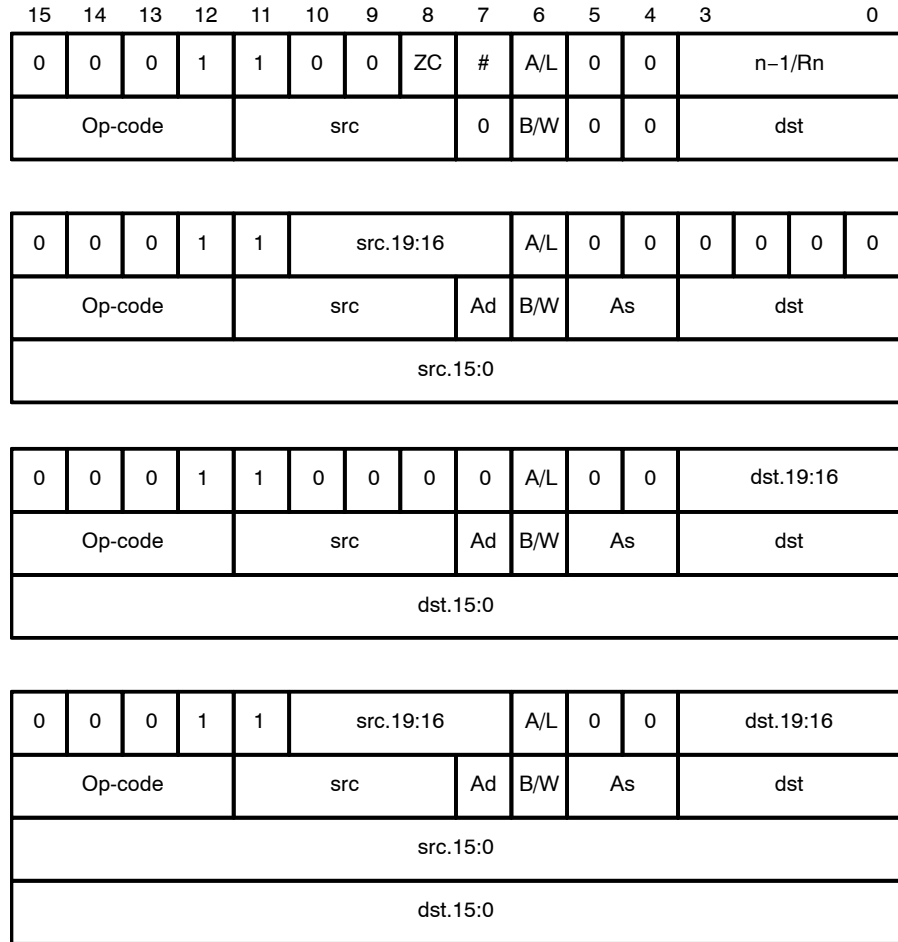 15 14 13 12 11 10 9 8 7 6 5 4 3 0
0 0 0 1 1 0 0 ZC # A/L 0 0 n−1/Rn
Op-code src 0 B/W 0 0 dst
0 0 0 1 1 src.19:16 A/L 0 0 0 0 0 0
Op-code src Ad B/W As dst
src.15:0
0 0 0 1 1 0 0 0 0 A/L 0 0 dst.19:16
Op-code src Ad B/W As dst
dst.15:0
0 0 0 1 1 src.19:16 A/L 0 0 dst.19:16
Op-code src Ad B/W As dst
src.15:0
dst.15:0